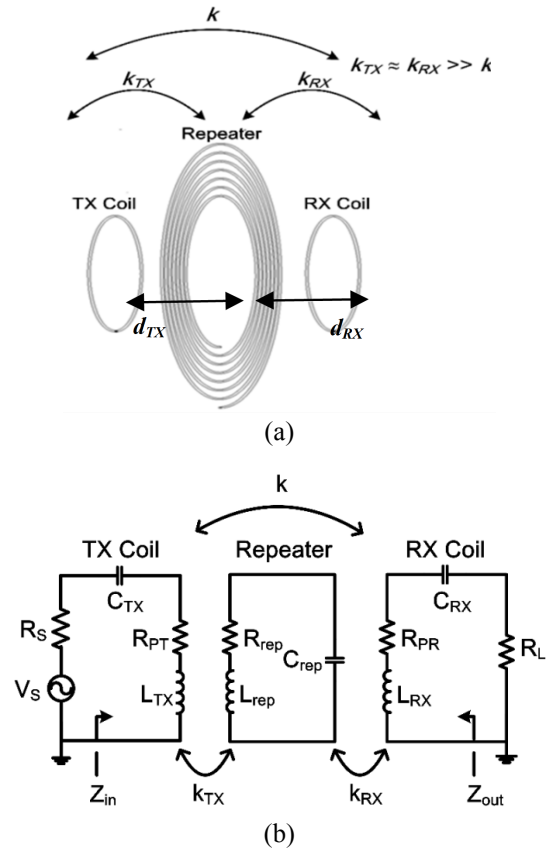 k
k_TX ≈ k_RX >> k
k_TX
k_RX
Repeater
TX Coil
RX Coil
d_TX
d_RX
(a)
k
TX Coil
Repeater
RX Coil
C_TX
C_RX
R_S
R_PT
R_rep
C_rep
R_PR
R_L
V_S
L_TX
L_rep
L_RX
Z_in
k_TX
k_RX
Z_out
(b)